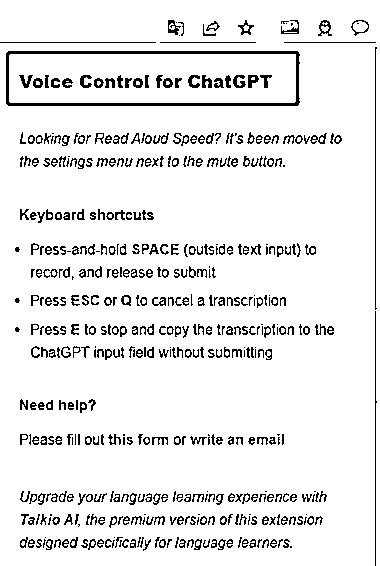 Voice Control for ChatGPT
Looking for Read Aloud Speed? It's been moved to
the settings menu next to the mute button.
Keyboard shortcuts
• Press-and-hold SPACE (outside text input) to
record, and release to submit
• Press ESC or Q to cancel a transcription
• Press E to stop and copy the transcription to the
ChatGPT input field without submitting
Need help?
Please fill out this form or write an email
Upgrade your language learning experience with
Talkio AI, the premium version of this extension
designed specifically for language learners.